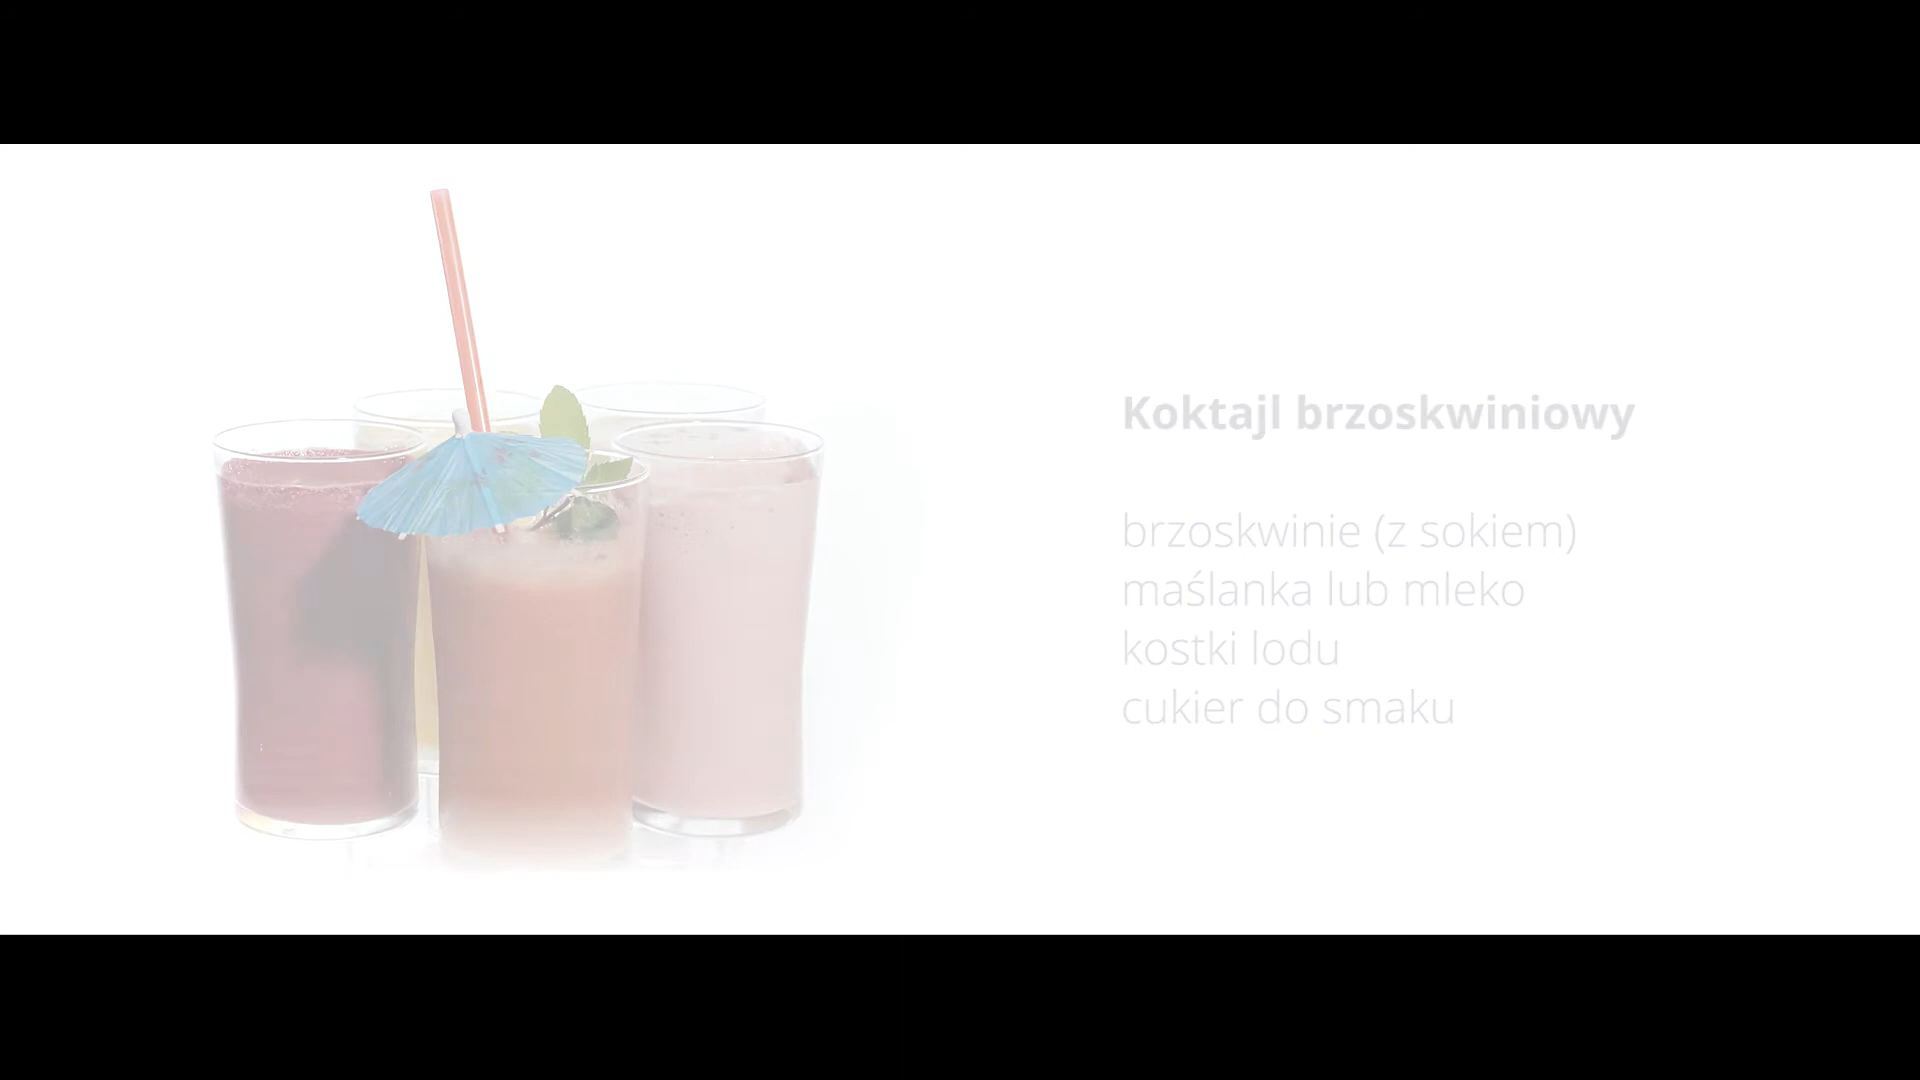 Koktajl brzoskwiniowy
brzoskwinie (z sokiem)
maślanka lub mleko
kostki lodu
cukier do smaku